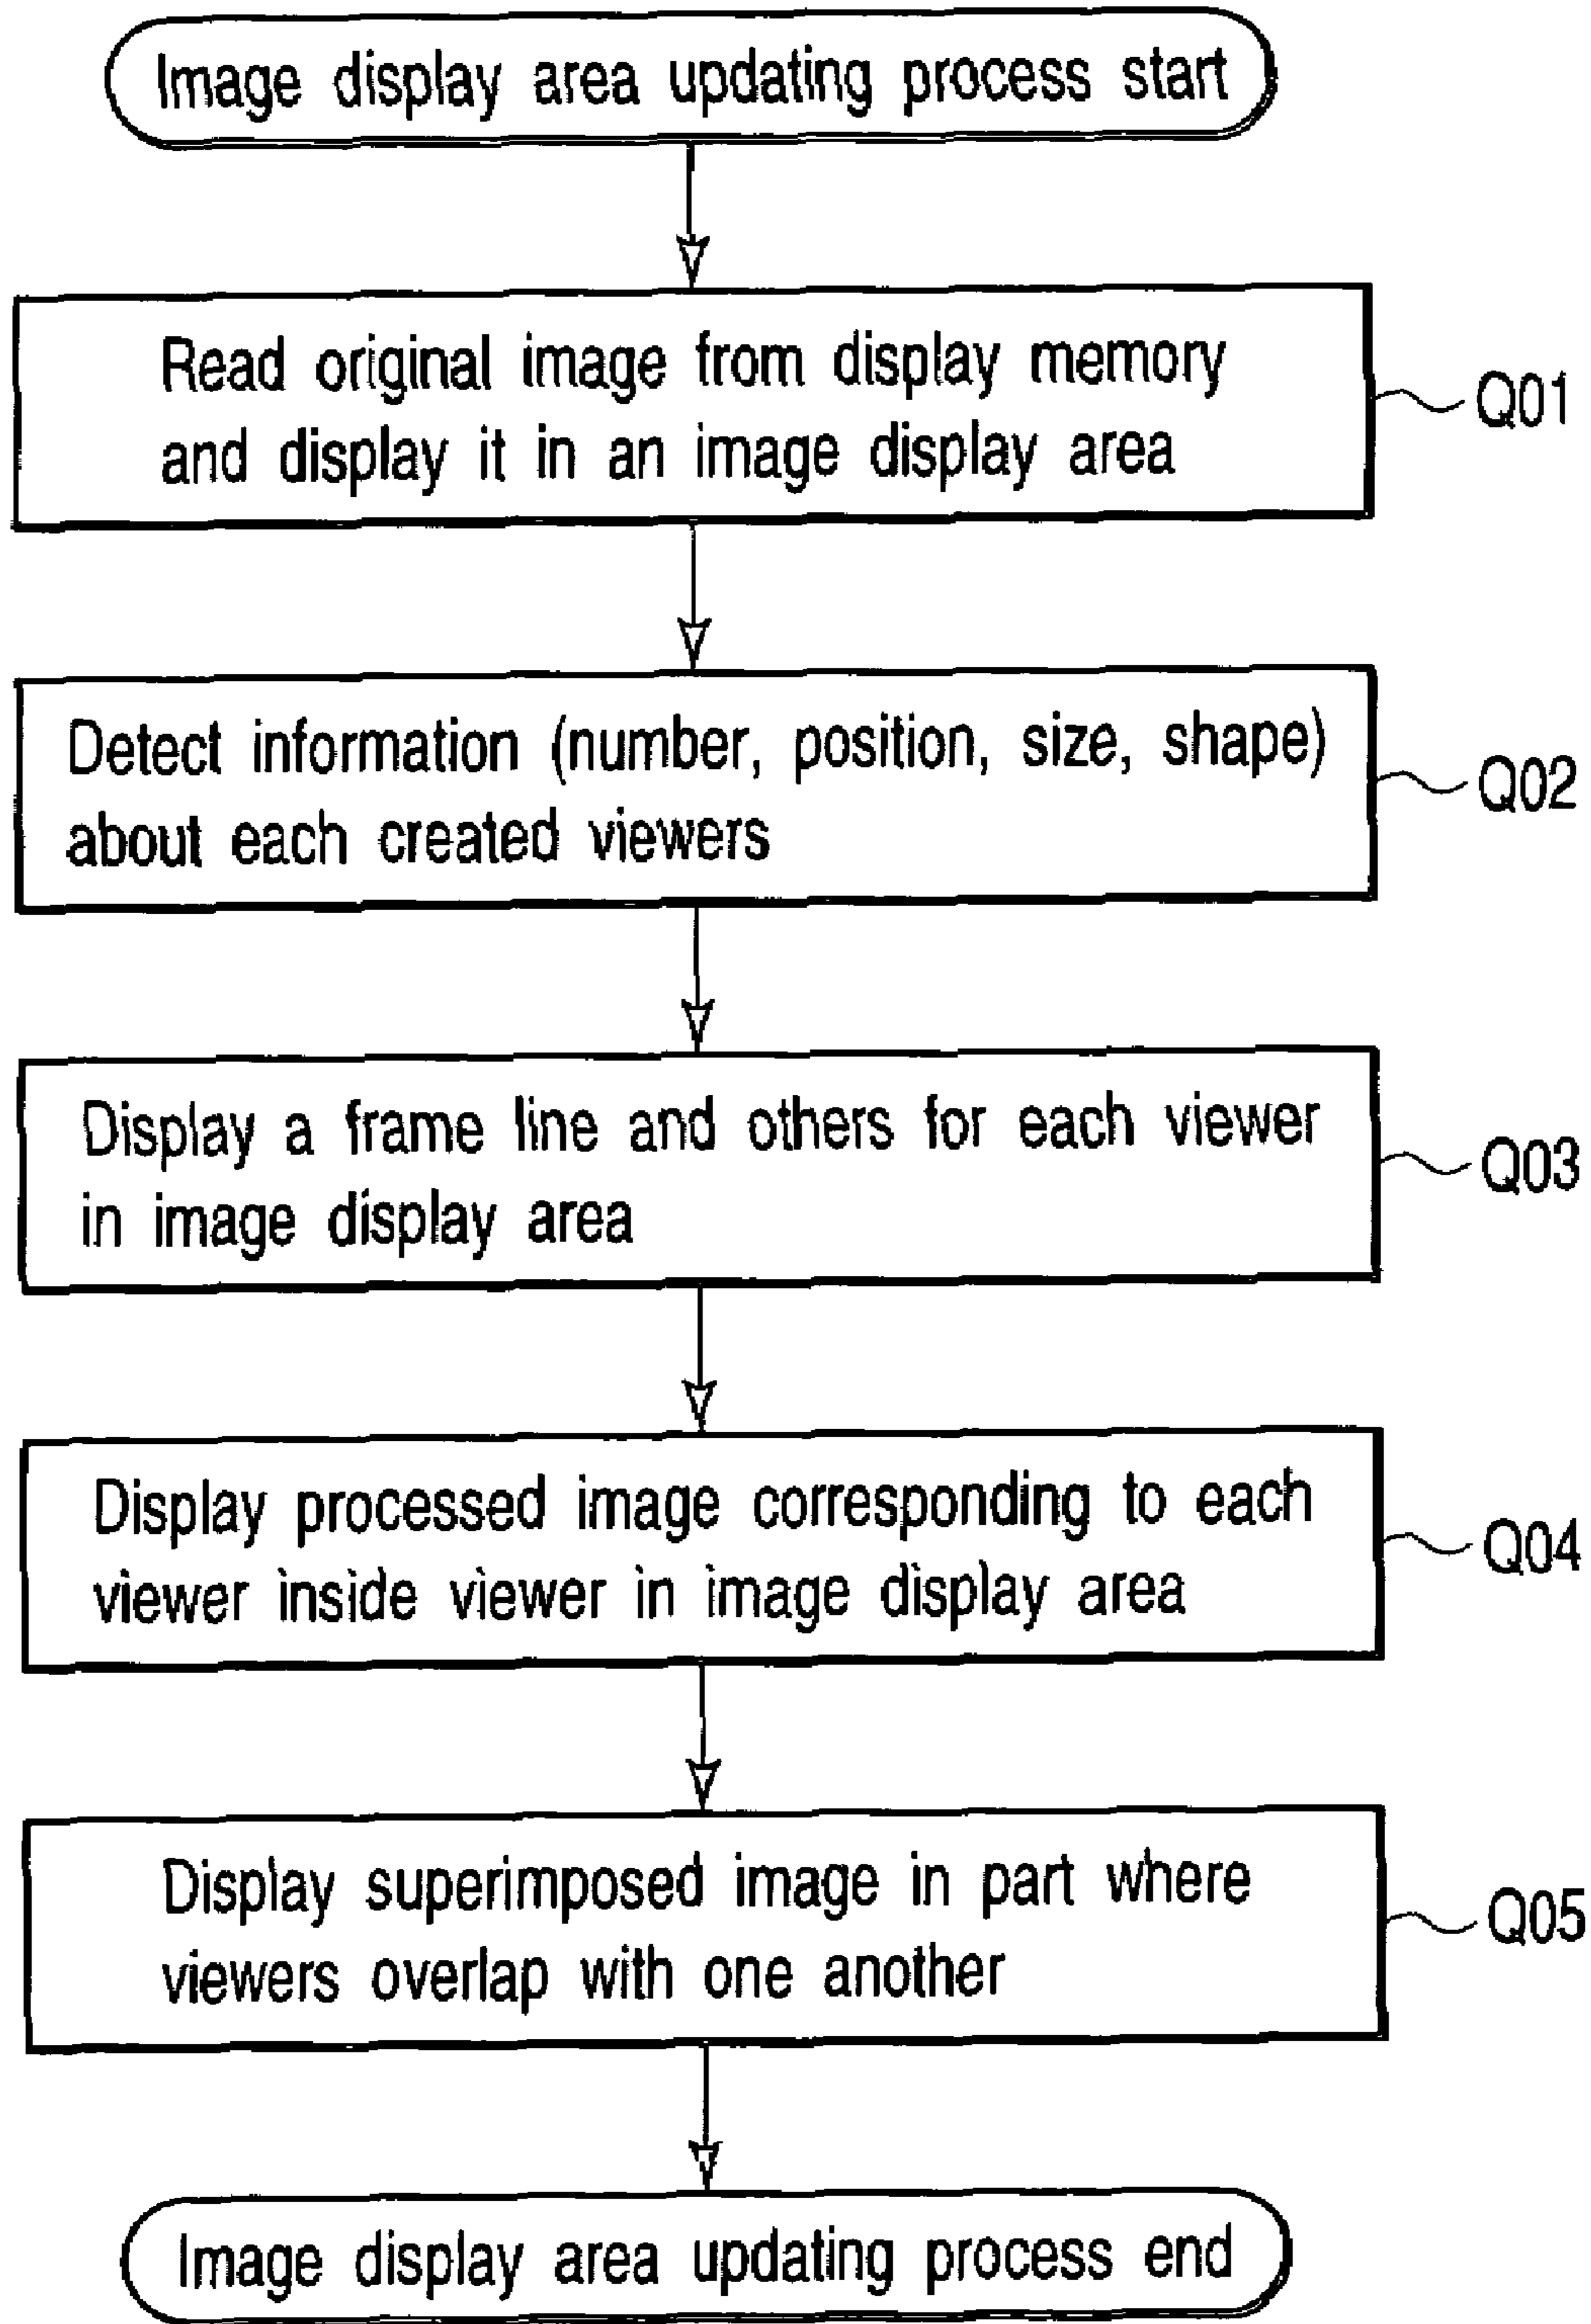 Image display area updating process start
Read original image from display memory
and display it in an image display area
Q01
Detect information (number, position, size, shape)
about each created viewers
Q02
Display a frame line and others for each viewer
in image display area
Q03
Display processed image corresponding to each
viewer inside viewer in image display area
Q04
Display superimposed image in part where
viewers overlap with one another
Q05
Image display area updating process end